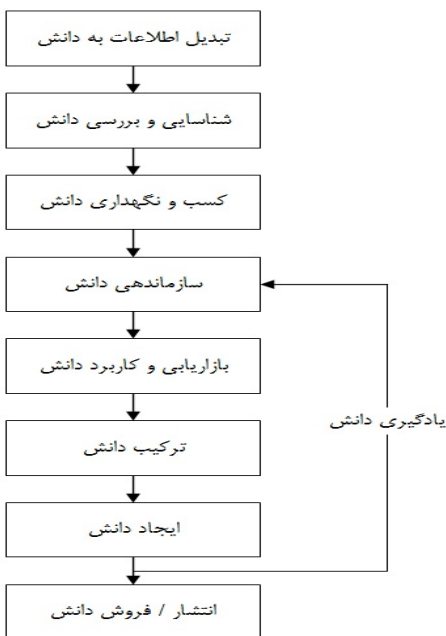 تبدیل اطلاعات به دانش
شناسایی و بررسی دانش
کسب و نگهداری دانش
سازماندهی دانش
بازاریابی و کاربرد دانش
یادگیری دانش
ترکیب دانش
ایجاد دانش
انتشار / فروش دانش